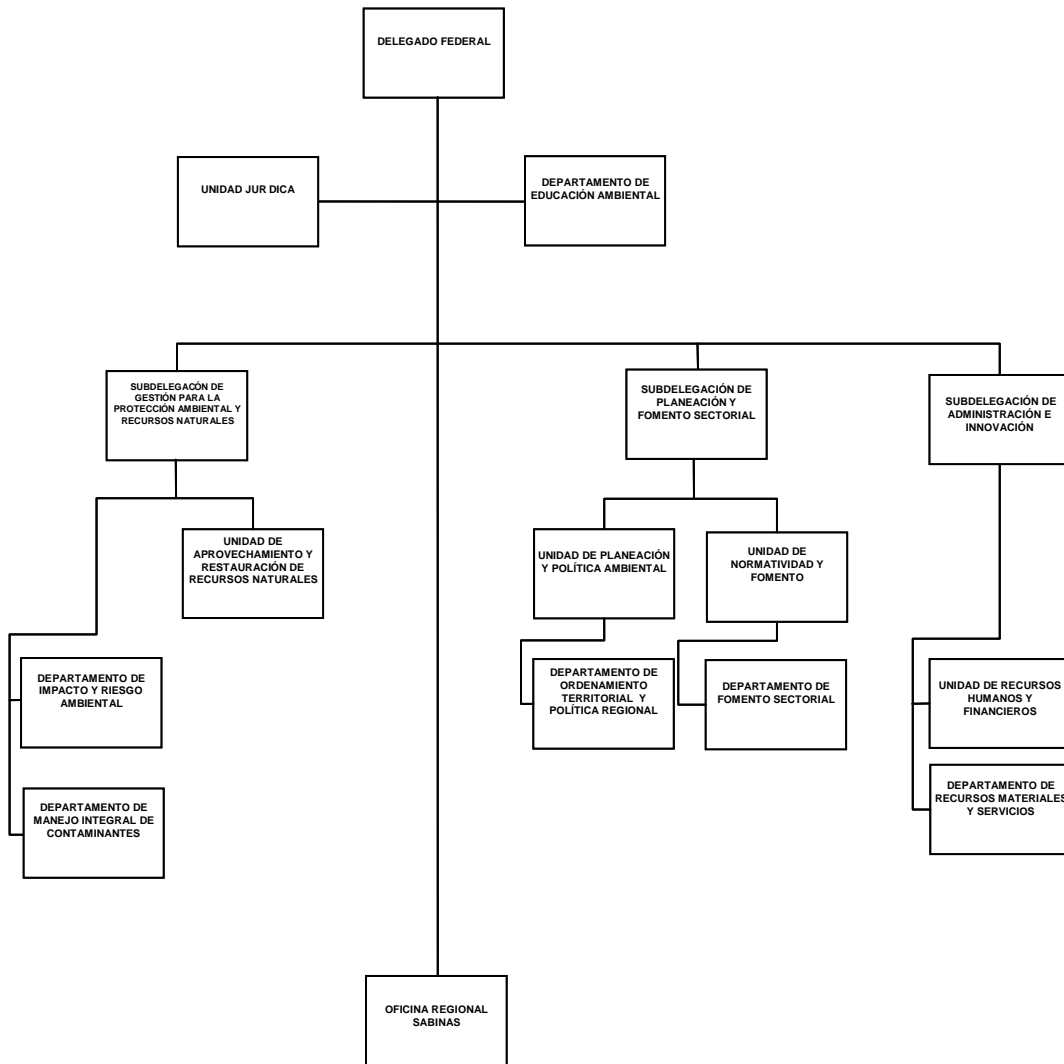 DELEGADO FEDERAL
UNIDAD JUR DICA
DEPARTAMENTO DE
EDUCACIÓN AMBIENTAL
SUBDELEGACÓN DE
GESTIÓN PARA LA
PROTECCIÓN AMBIENTAL Y
RECURSOS NATURALES
SUBDELEGACIÓN DE
PLANEACIÓN Y
FOMENTO SECTORIAL
SUBDELEGACIÓN DE
ADMINISTRACIÓN E
INNOVACIÓN
UNIDAD DE
APROVECHAMIENTO Y
RESTAURACIÓN DE
RECURSOS NATURALES
UNIDAD DE PLANEACIÓN
Y POLÍTICA AMBIENTAL
UNIDAD DE
NORMATIVIDAD Y
FOMENTO
DEPARTAMENTO DE
IMPACTO Y RIESGO
AMBIENTAL
DEPARTAMENTO DE
ORDENAMIENTO
TERRITORIAL Y
POLÍTICA REGIONAL
DEPARTAMENTO DE
FOMENTO SECTORIAL
UNIDAD DE RECURSOS
HUMANOS Y
FINANCIEROS
DEPARTAMENTO DE
MANEJO INTEGRAL DE
CONTAMINANTES
DEPARTAMENTO DE
RECURSOS MATERIALES
Y SERVICIOS
OFICINA REGIONAL
SABINAS